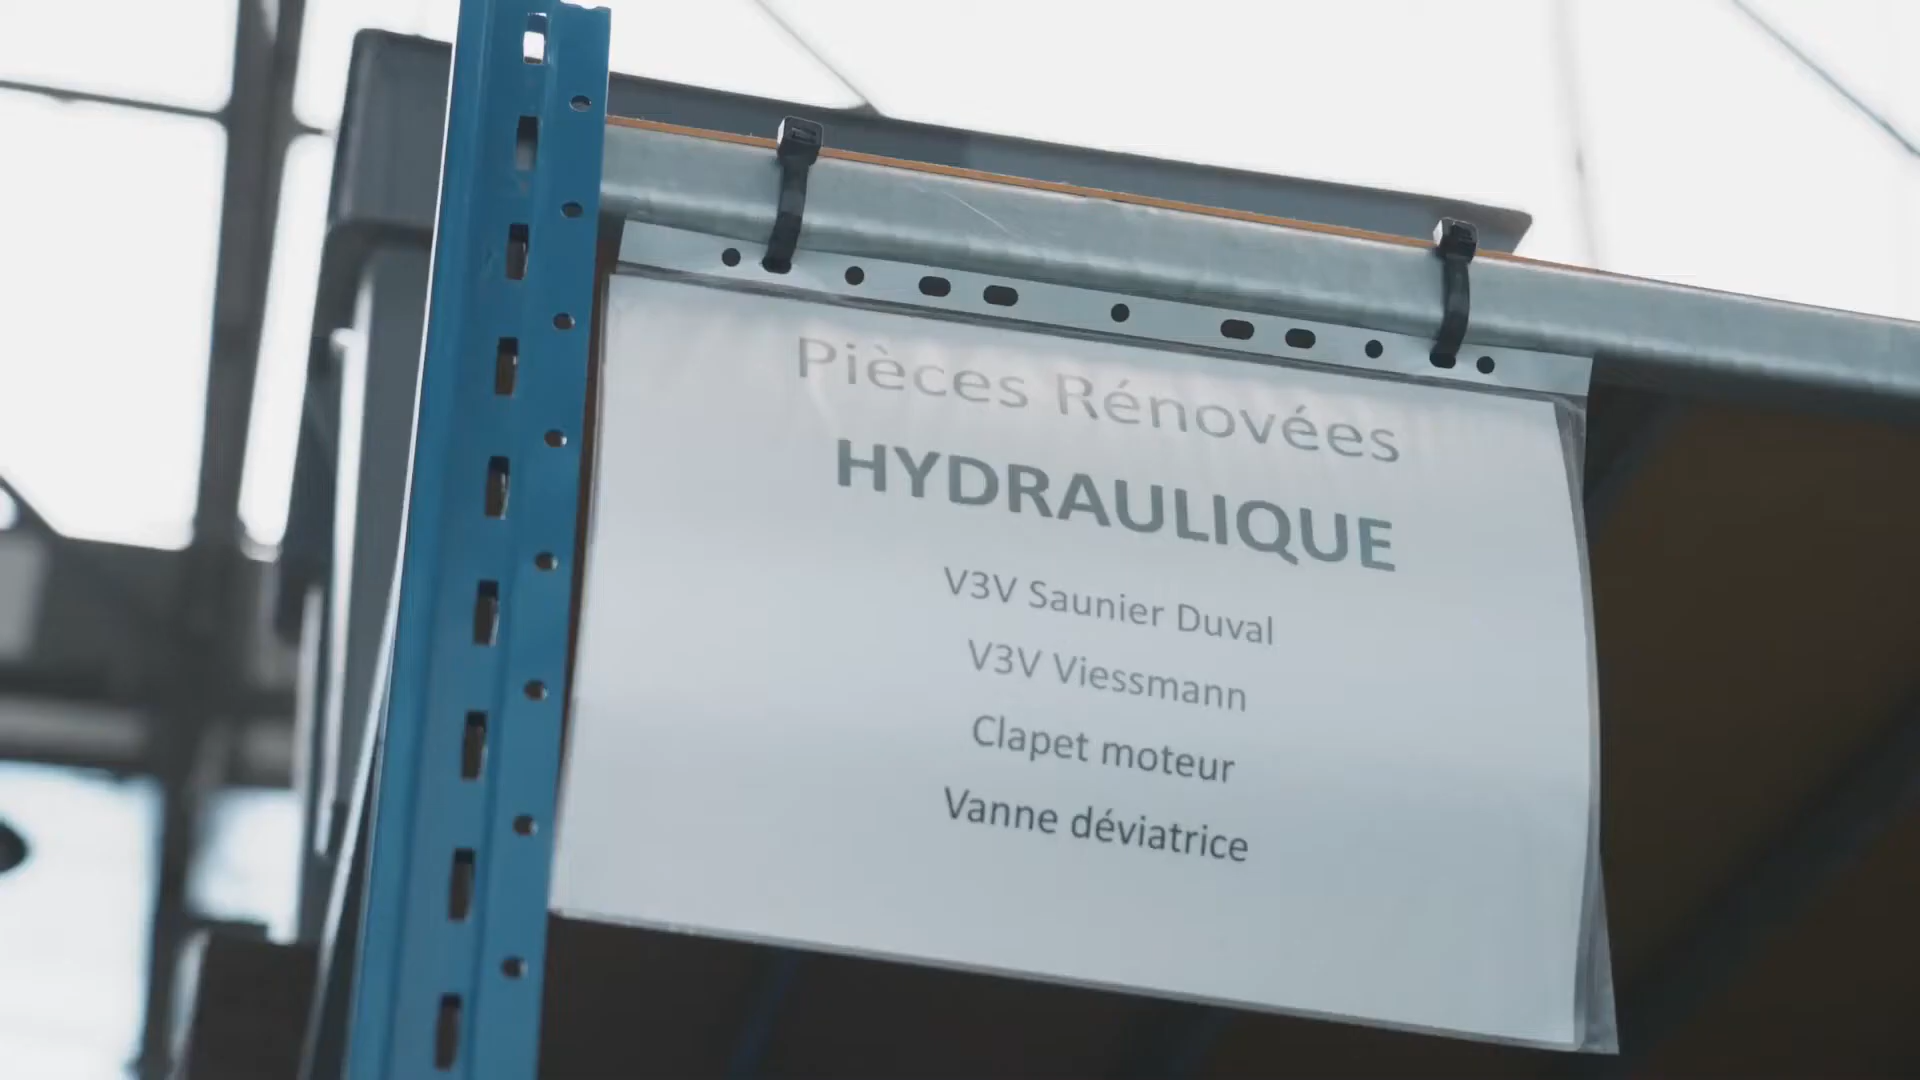 Pièces Rénovées
HYDRAULIQUE
V3V Saunier Duval
V3V Viessmann
Clapet moteur
Vanne déviatrice